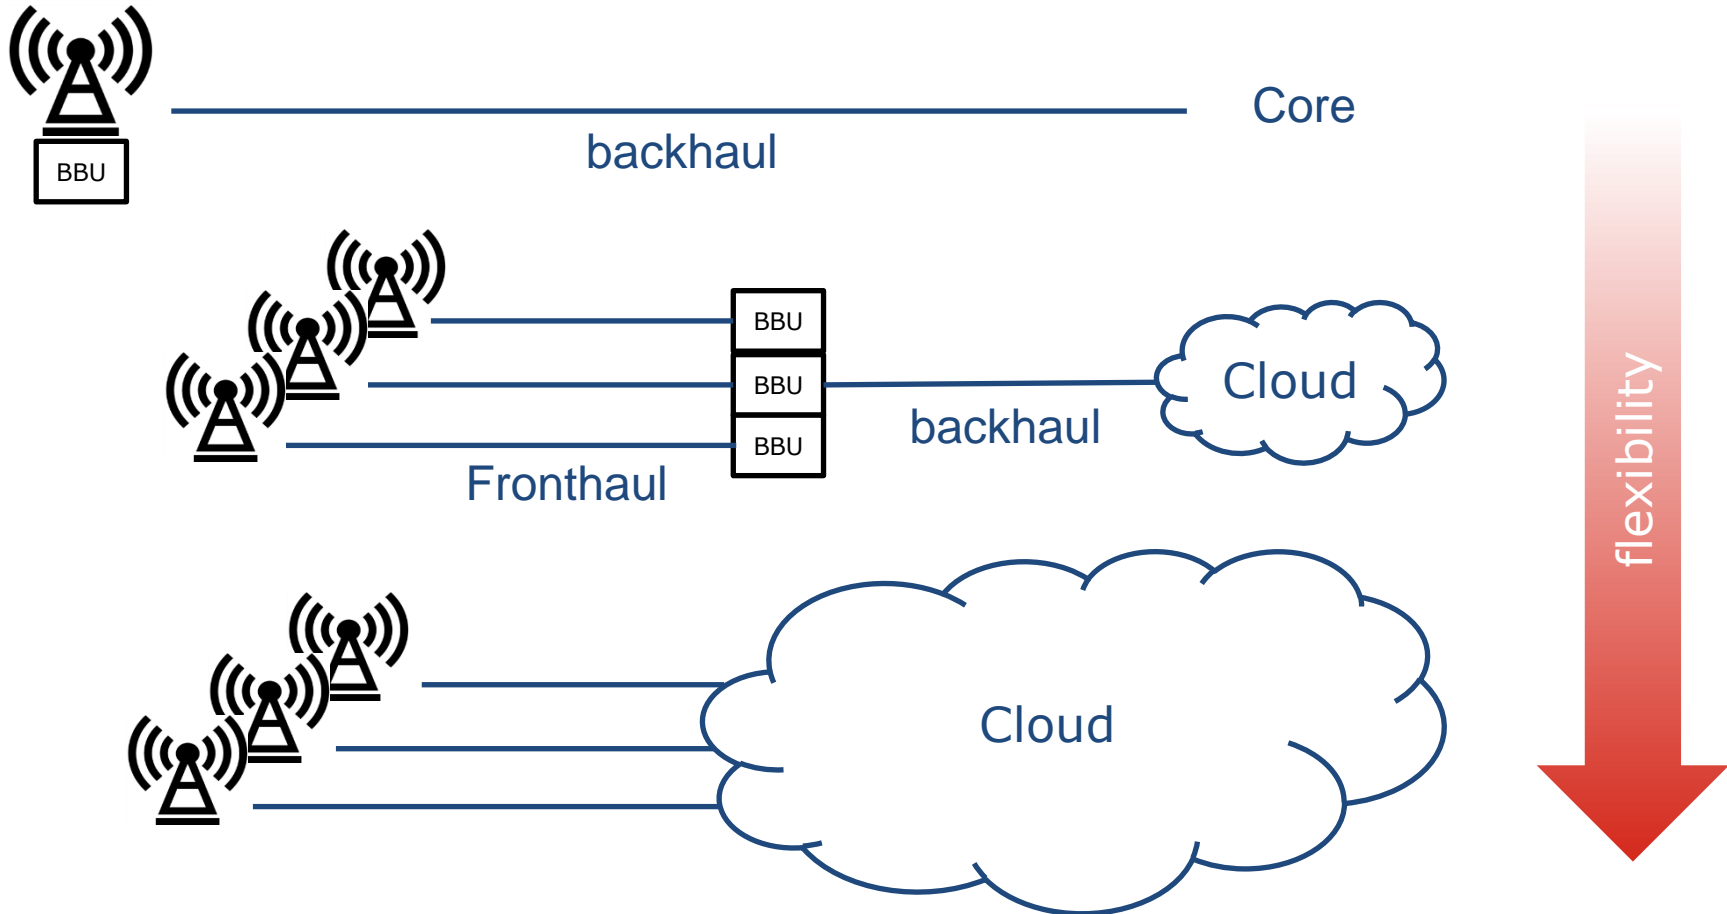 Core
backhaul
BBU
BBU
BBU
Cloud
backhaul
BBU
Fronthaul
Cloud
flexibility